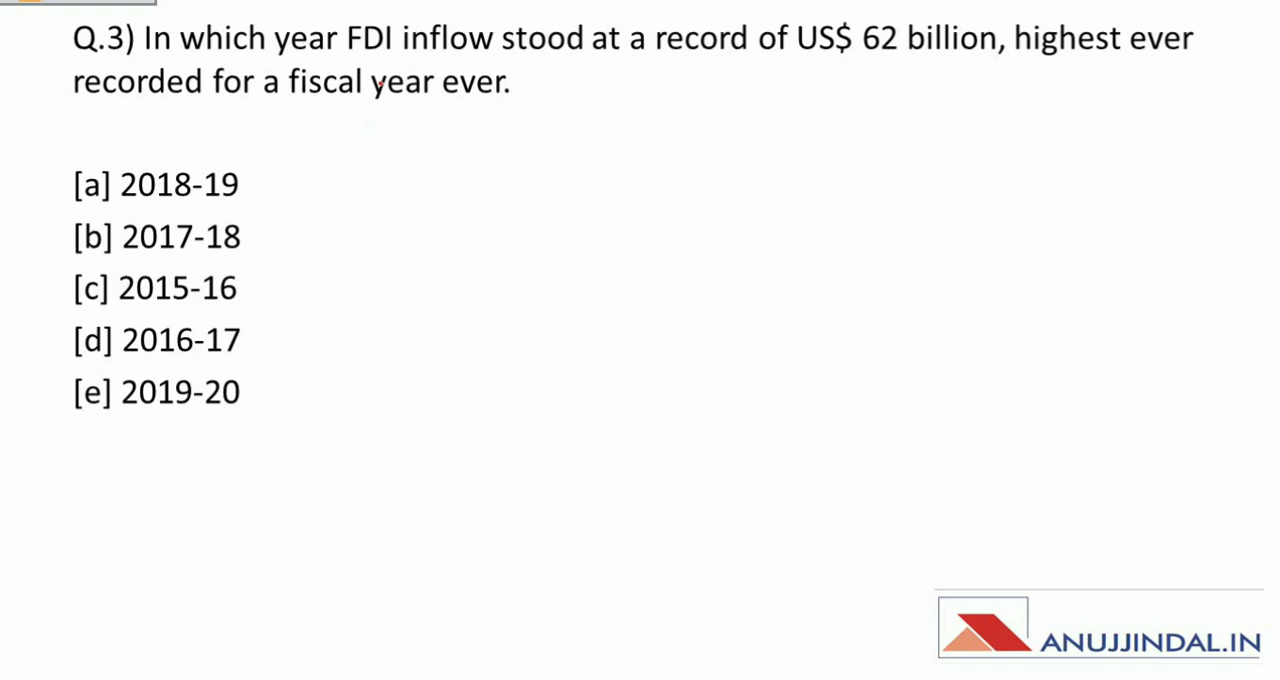 Q.3) In which year FDI inflow stood at a record of US$ 62 billion, highest ever
recorded for a fiscal year ever.
[a] 2018-19
[b] 2017-18
[c] 2015-16
[d] 2016-17
[e] 2019-20
ANUJJINDAL.IN